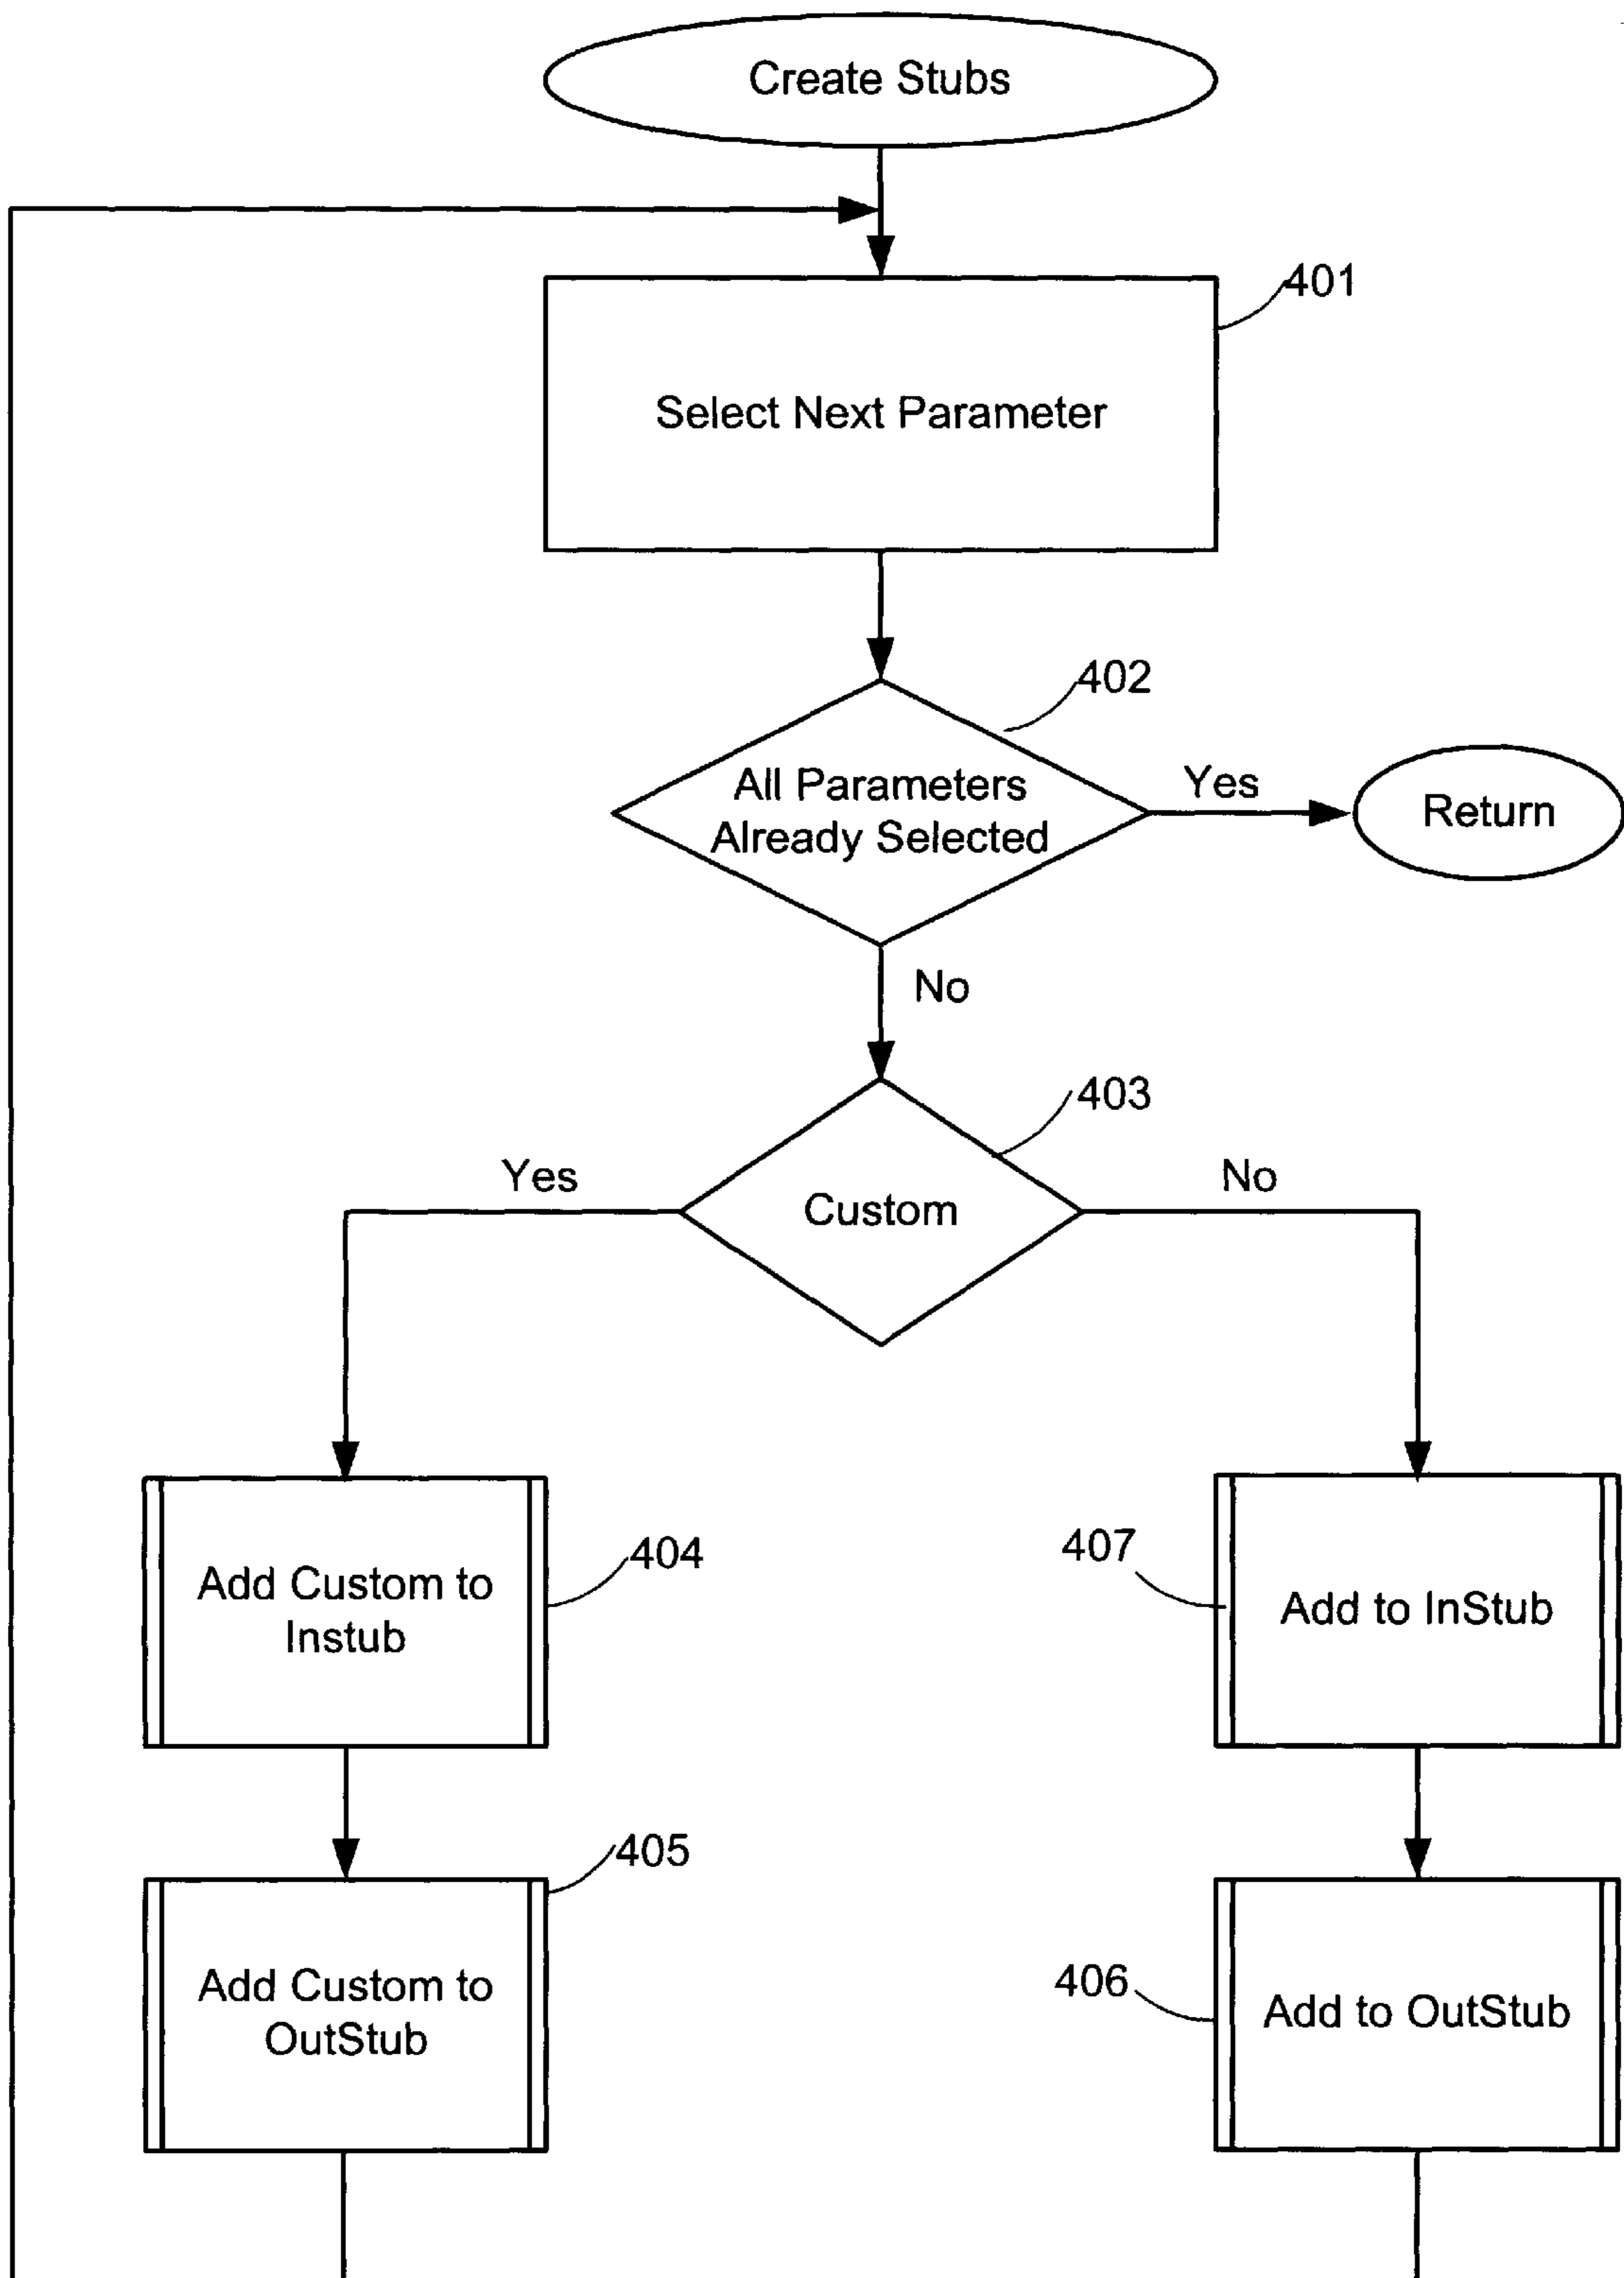 Create Stubs
401
Select Next Parameter
402
All Parameters
Already Selected
Yes
Return
No
403
Yes
No
Custom
404
Add Custom to
Instub
407
Add to InStub
405
Add Custom to
OutStub
406
Add to OutStub